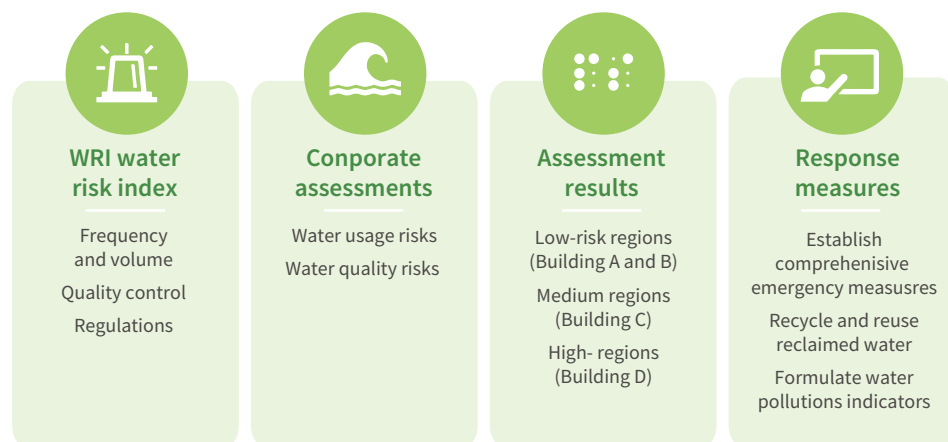 WRI water
risk index
Frequency
and volume
Quality control
Regulations
Conporate
assessments
Water usage risks
Water quality risks
Assessment
results
Low-risk regions
(Building A and B)
Medium regions
(Building C)
High- regions
(Building D)
Response
measures
Establish
comprehenisive
emergency measusres
Recycle and reuse
reclaimed water
Formulate water
pollutions indicators